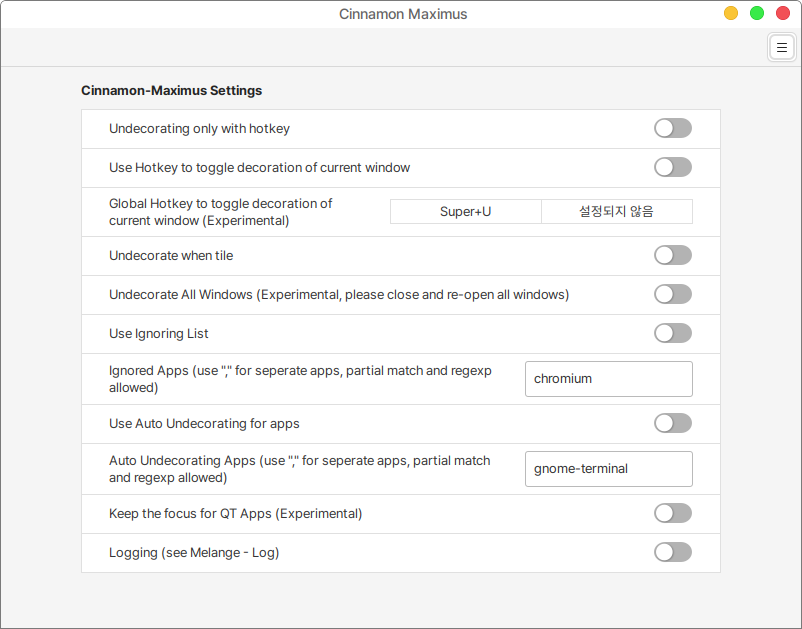 Cinnamon Maximus
Cinnamon-Maximus Settings
Undecorating only with hotkey
Use Hotkey to toggle decoration of current window
Global Hotkey to toggle decoration of
current window (Experimental)
Super+U
설정되지 않음
Undecorate when tile
Undecorate All Windows (Experimental, please close and re-open all windows)
Use Ignoring List
Ignored Apps (use "," for seperate apps, partial match and regexp
allowed)
chromium
Use Auto Undecorating for apps
Auto Undecorating Apps (use "," for seperate apps, partial match
and regexp allowed)
gnome-terminal
Keep the focus for QT Apps (Experimental)
Logging (see Melange - Log)